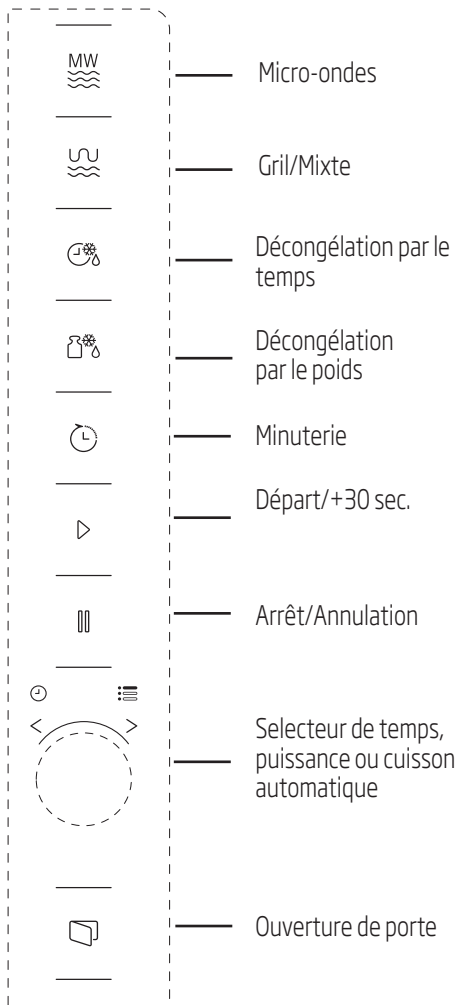 MW
Micro-ondes
Gril/Mixte
Décongélation par le
temps
Décongélation
par le poids
Minuterie
Départ/+30 sec.
Arrêt/Annulation
Selecteur de temps,
puissance ou cuisson
automatique
Ouverture de porte